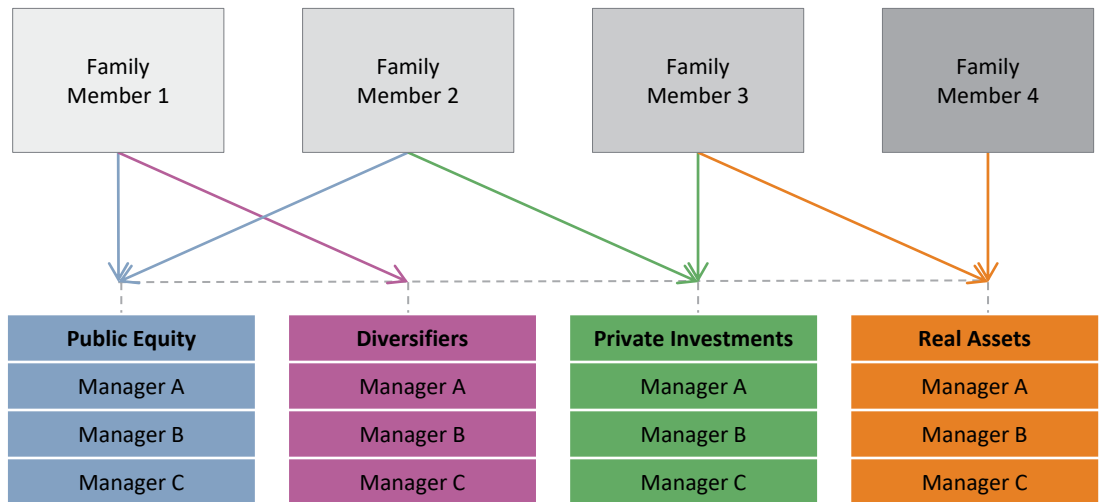 Family
Member 1
Family
Member 2
Family
Member 3
Family
Member 4
Public Equity
Manager A
Manager B
Manager C
Diversifiers
Manager A
Manager B
Manager C
Private Investments
Manager A
Manager B
Manager C
Real Assets
Manager A
Manager B
Manager C